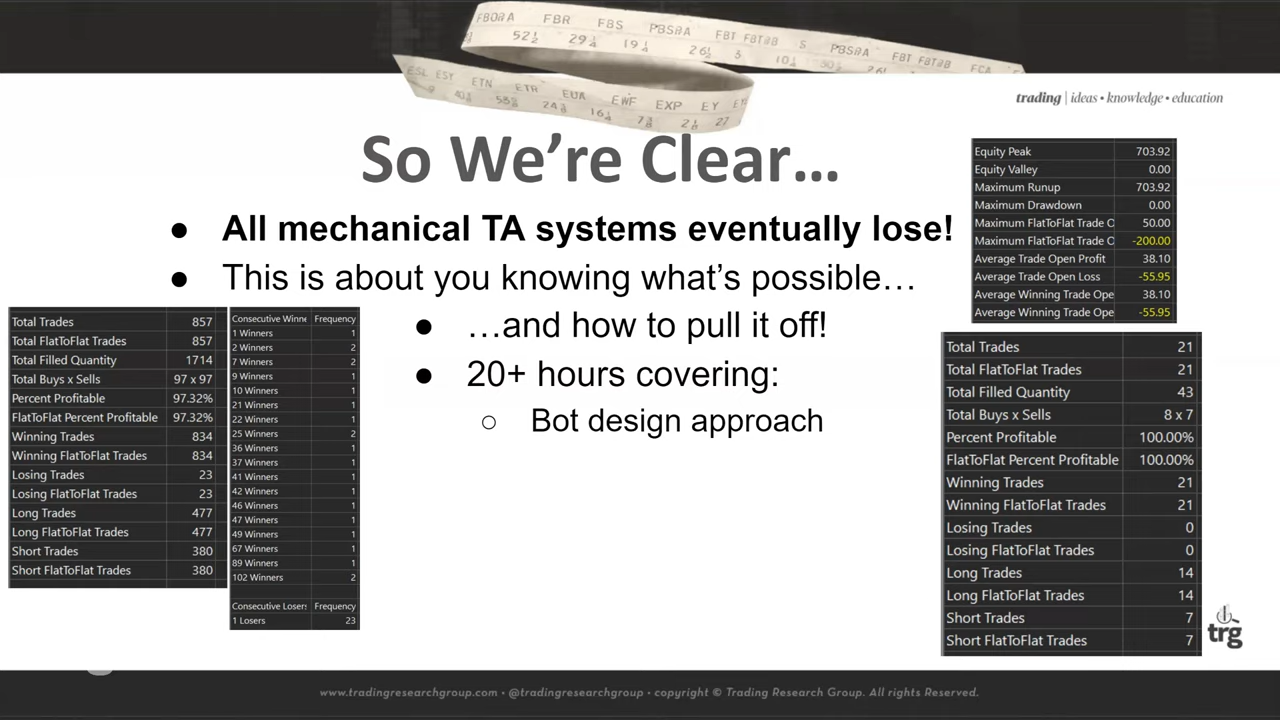 FBOBA FBR FBS PBSBA FBT FBT8B S PBSBA FBT FBT8B FCA
52½ 29¼ 19¼ 26½ 3 10¼
ESL ESY ETN ETR EUA EWF EXP EY
24⅜ 16¼ 7⅜ 2⅛ 27
trading | ideas • knowledge • education
So We’re Clear…
● All mechanical TA systems eventually lose!
● This is about you knowing what’s possible…
● …and how to pull it off!
● 20+ hours covering:
○ Bot design approach
Equity Peak 703.92
Equity Valley 0.00
Maximum Runup 703.92
Maximum Drawdown 0.00
Maximum FlatToFlat Trade O 50.00
Maximum FlatToFlat Trade O -200.00
Average Trade Open Profit 38.10
Average Trade Open Loss -55.95
Average Winning Trade Ope 38.10
Average Winning Trade Ope -55.95
Total Trades 857
Total FlatToFlat Trades 857
Total Filled Quantity 1714
Total Buys x Sells 97 x 97
Percent Profitable 97.32%
FlatToFlat Percent Profitable 97.32%
Winning Trades 834
Winning FlatToFlat Trades 834
Losing Trades 23
Losing FlatToFlat Trades 23
Long Trades 477
Long FlatToFlat Trades 477
Short Trades 380
Short FlatToFlat Trades 380
Consecutive Winne Frequency
1 Winners 1
2 Winners 2
7 Winners 2
9 Winners 1
10 Winners 1
21 Winners 1
22 Winners 1
25 Winners 2
36 Winners 1
37 Winners 1
41 Winners 1
42 Winners 1
46 Winners 1
47 Winners 1
49 Winners 1
67 Winners 1
89 Winners 1
102 Winners 2
Consecutive Losers Frequency
1 Losers 23
Total Trades 21
Total FlatToFlat Trades 21
Total Filled Quantity 43
Total Buys x Sells 8 x 7
Percent Profitable 100.00%
FlatToFlat Percent Profitable 100.00%
Winning Trades 21
Winning FlatToFlat Trades 21
Losing Trades 0
Losing FlatToFlat Trades 0
Long Trades 14
Long FlatToFlat Trades 14
Short Trades 7
Short FlatToFlat Trades 7
trg
www.tradingresearchgroup.com • @tradingresearchgroup • copyright © Trading Research Group. All rights Reserved.